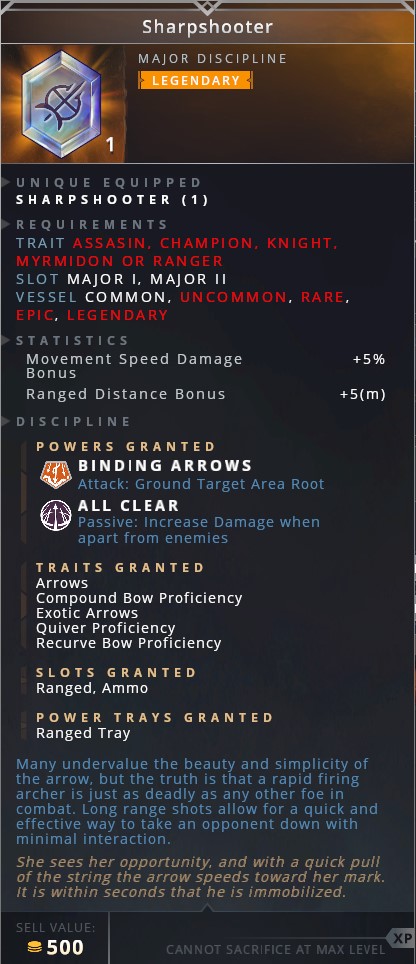 Sharpshooter
MAJOR DISCIPLINE
LEGENDARY
1
UNIQUE EQUIPPED
SHARPSHOOTER (1)
REQUIREMENTS
TRAIT ASSASIN, CHAMPION, KNIGHT,
MYRMIDON OR RANGER
SLOT MAJOR I, MAJOR II
VESSEL COMMON, UNCOMMON, RARE,
EPIC, LEGENDARY
STATISTICS
Movement Speed Damage +5%
Bonus
Ranged Distance Bonus +5(m)
DISCIPLINE
POWERS GRANTED
BINDING ARROWS
Attack: Ground Target Area Root
ALL CLEAR
Passive: Increase Damage when
apart from enemies
TRAITS GRANTED
Arrows
Compound Bow Proficiency
Exotic Arrows
Quiver Proficiency
Recurve Bow Proficiency
SLOTS GRANTED
Ranged, Ammo
POWER TRAYS GRANTED
Ranged Tray
Many undervalue the beauty and simplicity of
the arrow, but the truth is that a rapid firing
archer is just as deadly as any other foe in
combat. Long range shots allow for a quick and
effective way to take an opponent down with
minimal interaction.
She sees her opportunity, and with a quick pull
of the string the arrow speeds toward her mark.
It is within seconds that he is immobilized.
SELL VALUE:
500
XP
CANNOT SACRIFICE AT MAX LEVEL